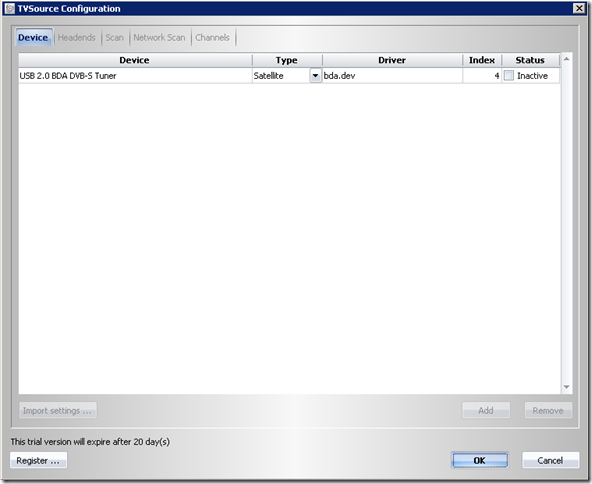 TVSource Configuration
Device Headends Scan Network Scan Channels
Device Type Driver Index Status
USB 2.0 BDA DVB-S Tuner Satellite bda.dev 4 Inactive
Import settings ... Add Remove
This trial version will expire after 20 day(s)
Register ... OK Cancel